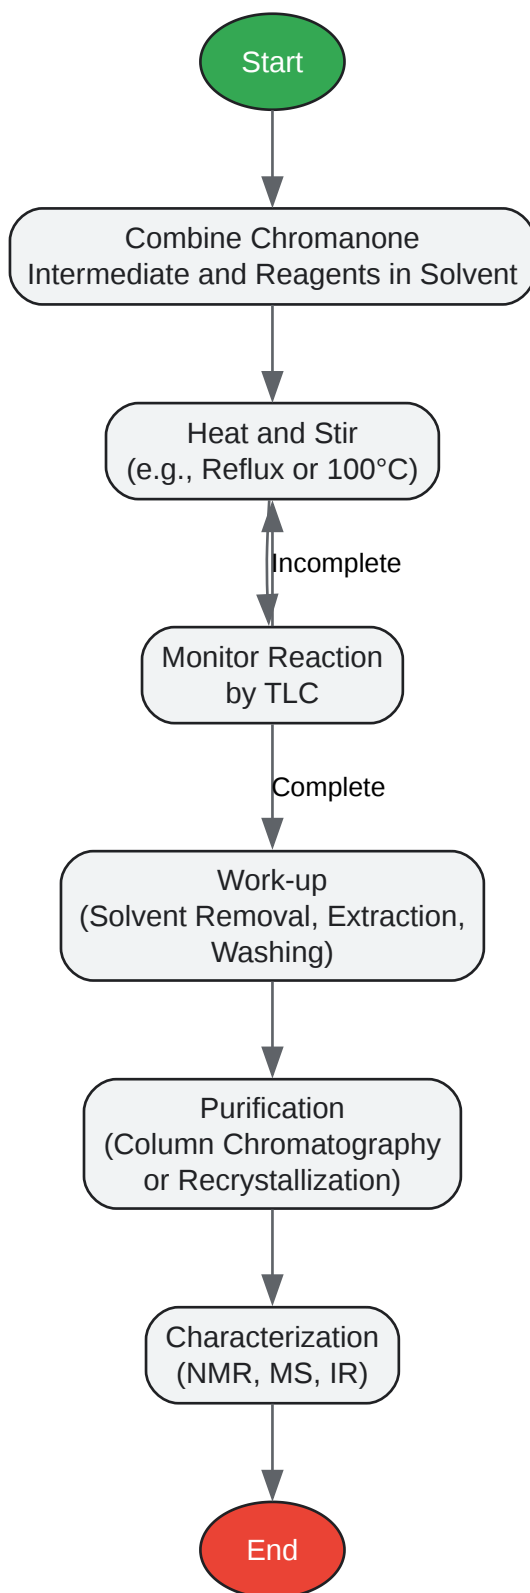 Start
Combine Chromanone
Intermediate and Reagents in Solvent
Heat and Stir
(e.g., Reflux or 100°C)
Incomplete
Monitor Reaction
by TLC
Complete
Work-up
(Solvent Removal, Extraction,
Washing)
Purification
(Column Chromatography
or Recrystallization)
Characterization
(NMR, MS, IR)
End